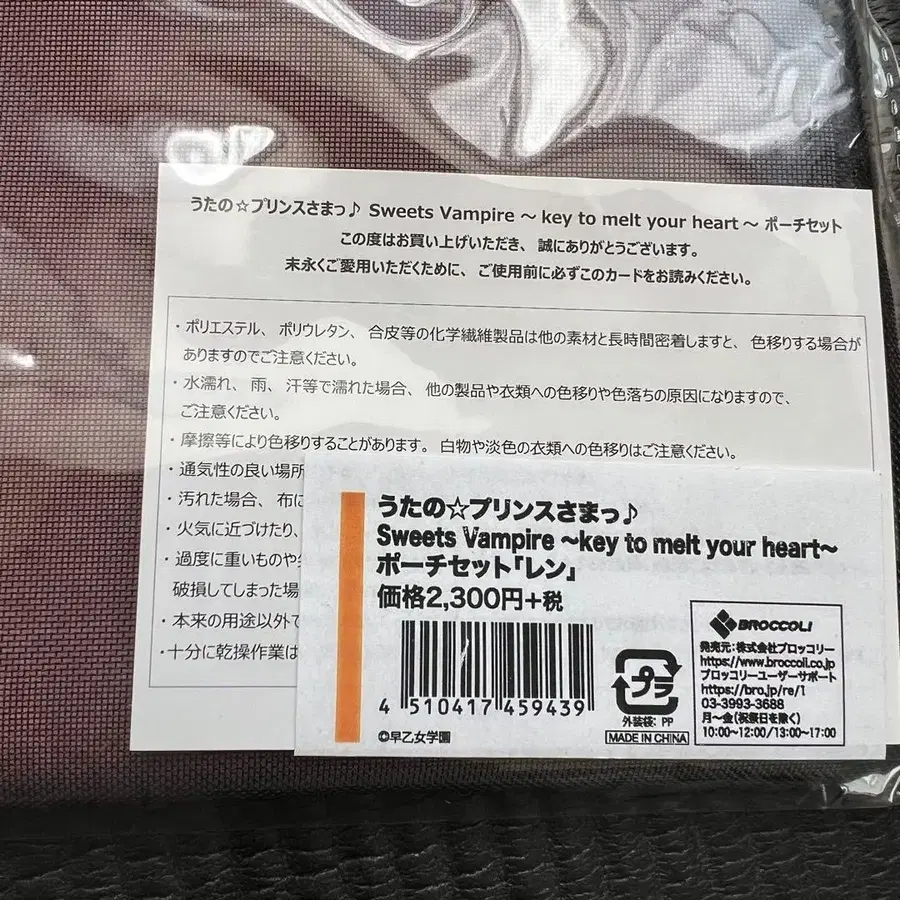 うたの☆プリンスさまっ♪ Sweets Vampire ～ key to melt your heart ～ ポーチセット
この度はお買い上げいただき、誠にありがとうございます。
末永くご愛用いただくために、ご使用前に必ずこのカードをお読みください。
・ポリエステル、ポリウレタン、合皮等の化学繊維製品は他の素材と長時間密着しますと、色移りする場合が
ありますのでご注意ください。
・水濡れ、雨、汗等で濡れた場合、他の製品や衣類への色移りや色落ちの原因になりますので、
ご注意ください。
・摩擦等により色移りすることがあります。白物や淡色の衣類への色移りはご注意ください。
・通気性の良い場所
・汚れた場合、布に
・火気に近づけたり、
・過度に重いものや
破損してしまった場
・本来の用途以外で
・十分に乾操作業は
うたの☆プリンスさまっ♪
Sweets Vampire ～key to melt your heart～
ポーチセット「レン」
価格2,300円+税
4 510417 459439
©早乙女学園
プラ
外装袋: PP
MADE IN CHINA
BROCCOLI
発売元:株式会社ブロッコリー
https://www.broccoli.co.jp
ブロッコリーユーザーサポート
https://bro.jp/re/1
03-3993-3688
月～金(祝祭日を除く)
10:00～12:00/13:00～17:00